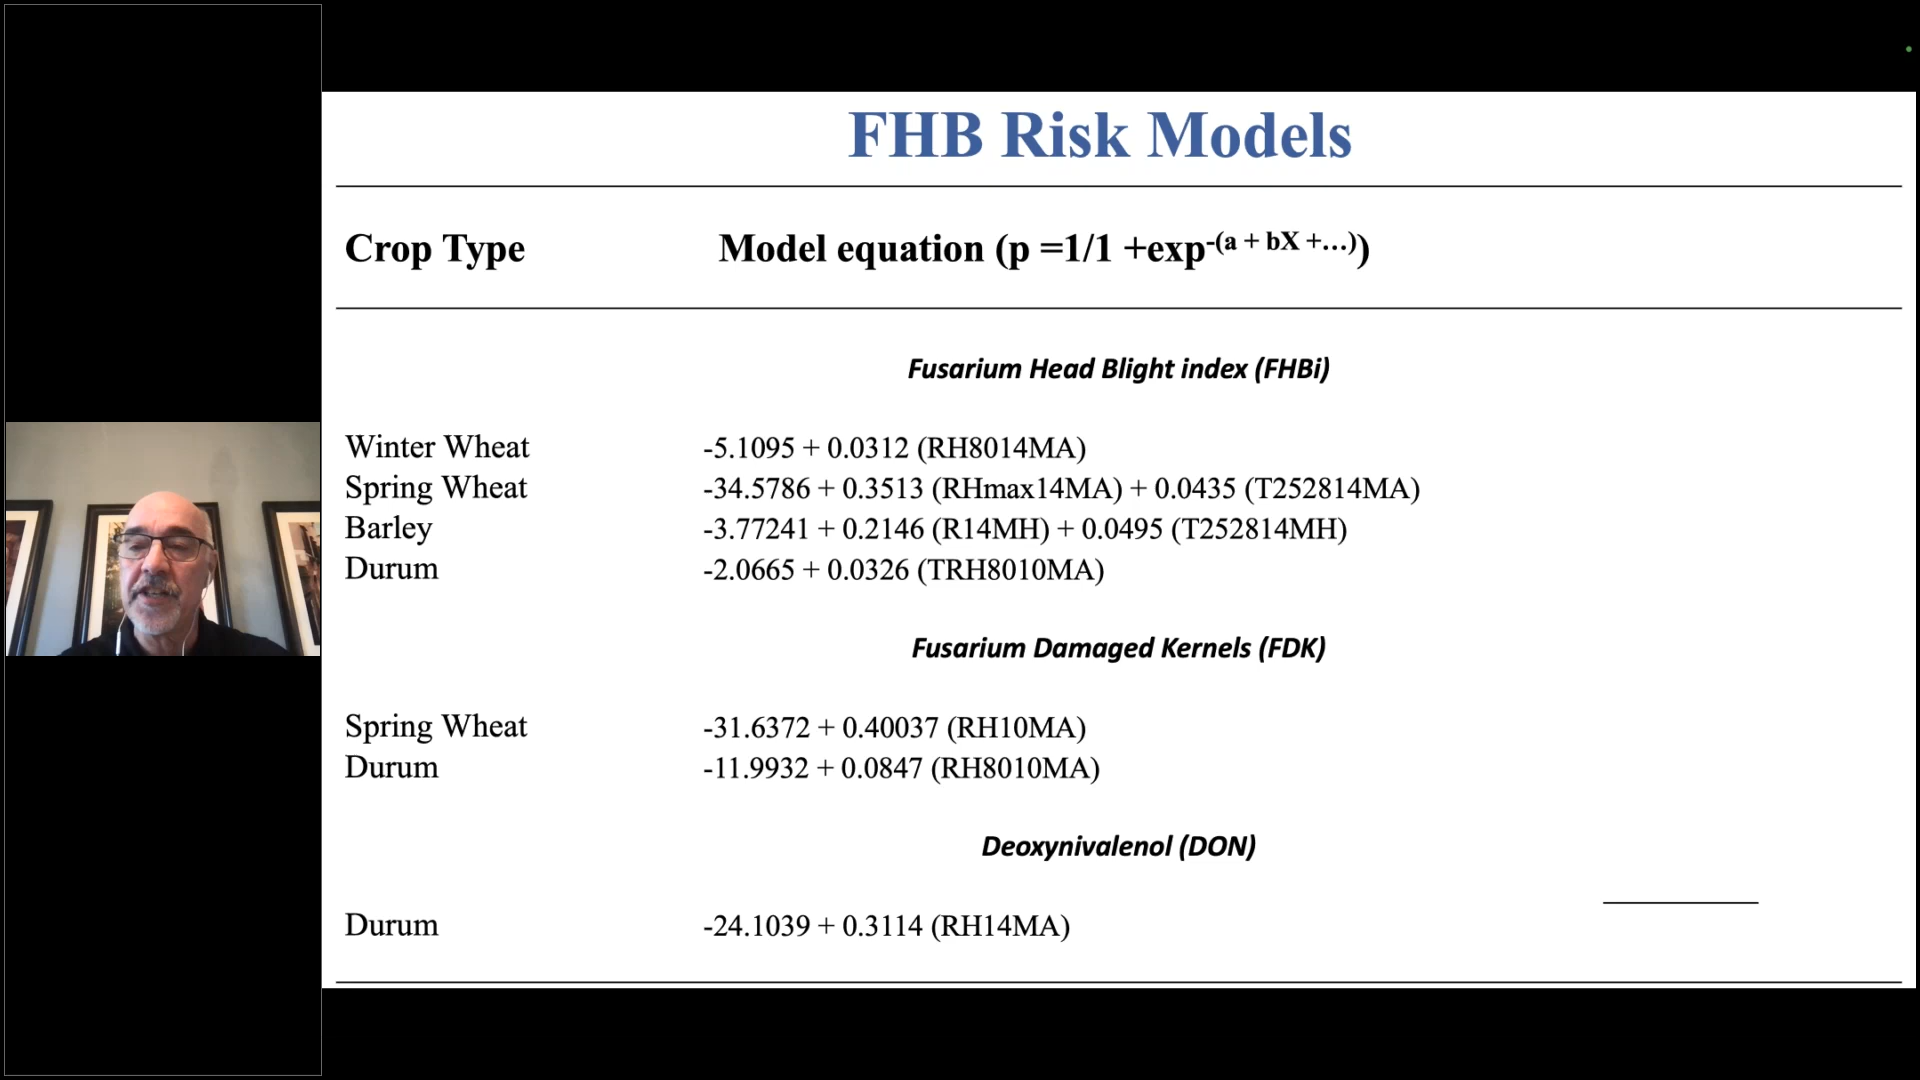 FHB Risk Models
Crop Type Model equation (p =1/1 +exp-(a + bX +...))
Fusarium Head Blight index (FHBi)
Winter Wheat -5.1095 + 0.0312 (RH8014MA)
Spring Wheat -34.5786 + 0.3513 (RHmax14MA) + 0.0435 (T252814MA)
Barley -3.77241 + 0.2146 (R14MH) + 0.0495 (T252814MH)
Durum -2.0665 + 0.0326 (TRH8010MA)
Fusarium Damaged Kernels (FDK)
Spring Wheat -31.6372 + 0.40037 (RH10MA)
Durum -11.9932 + 0.0847 (RH8010MA)
Deoxynivalenol (DON)
Durum -24.1039 + 0.3114 (RH14MA)